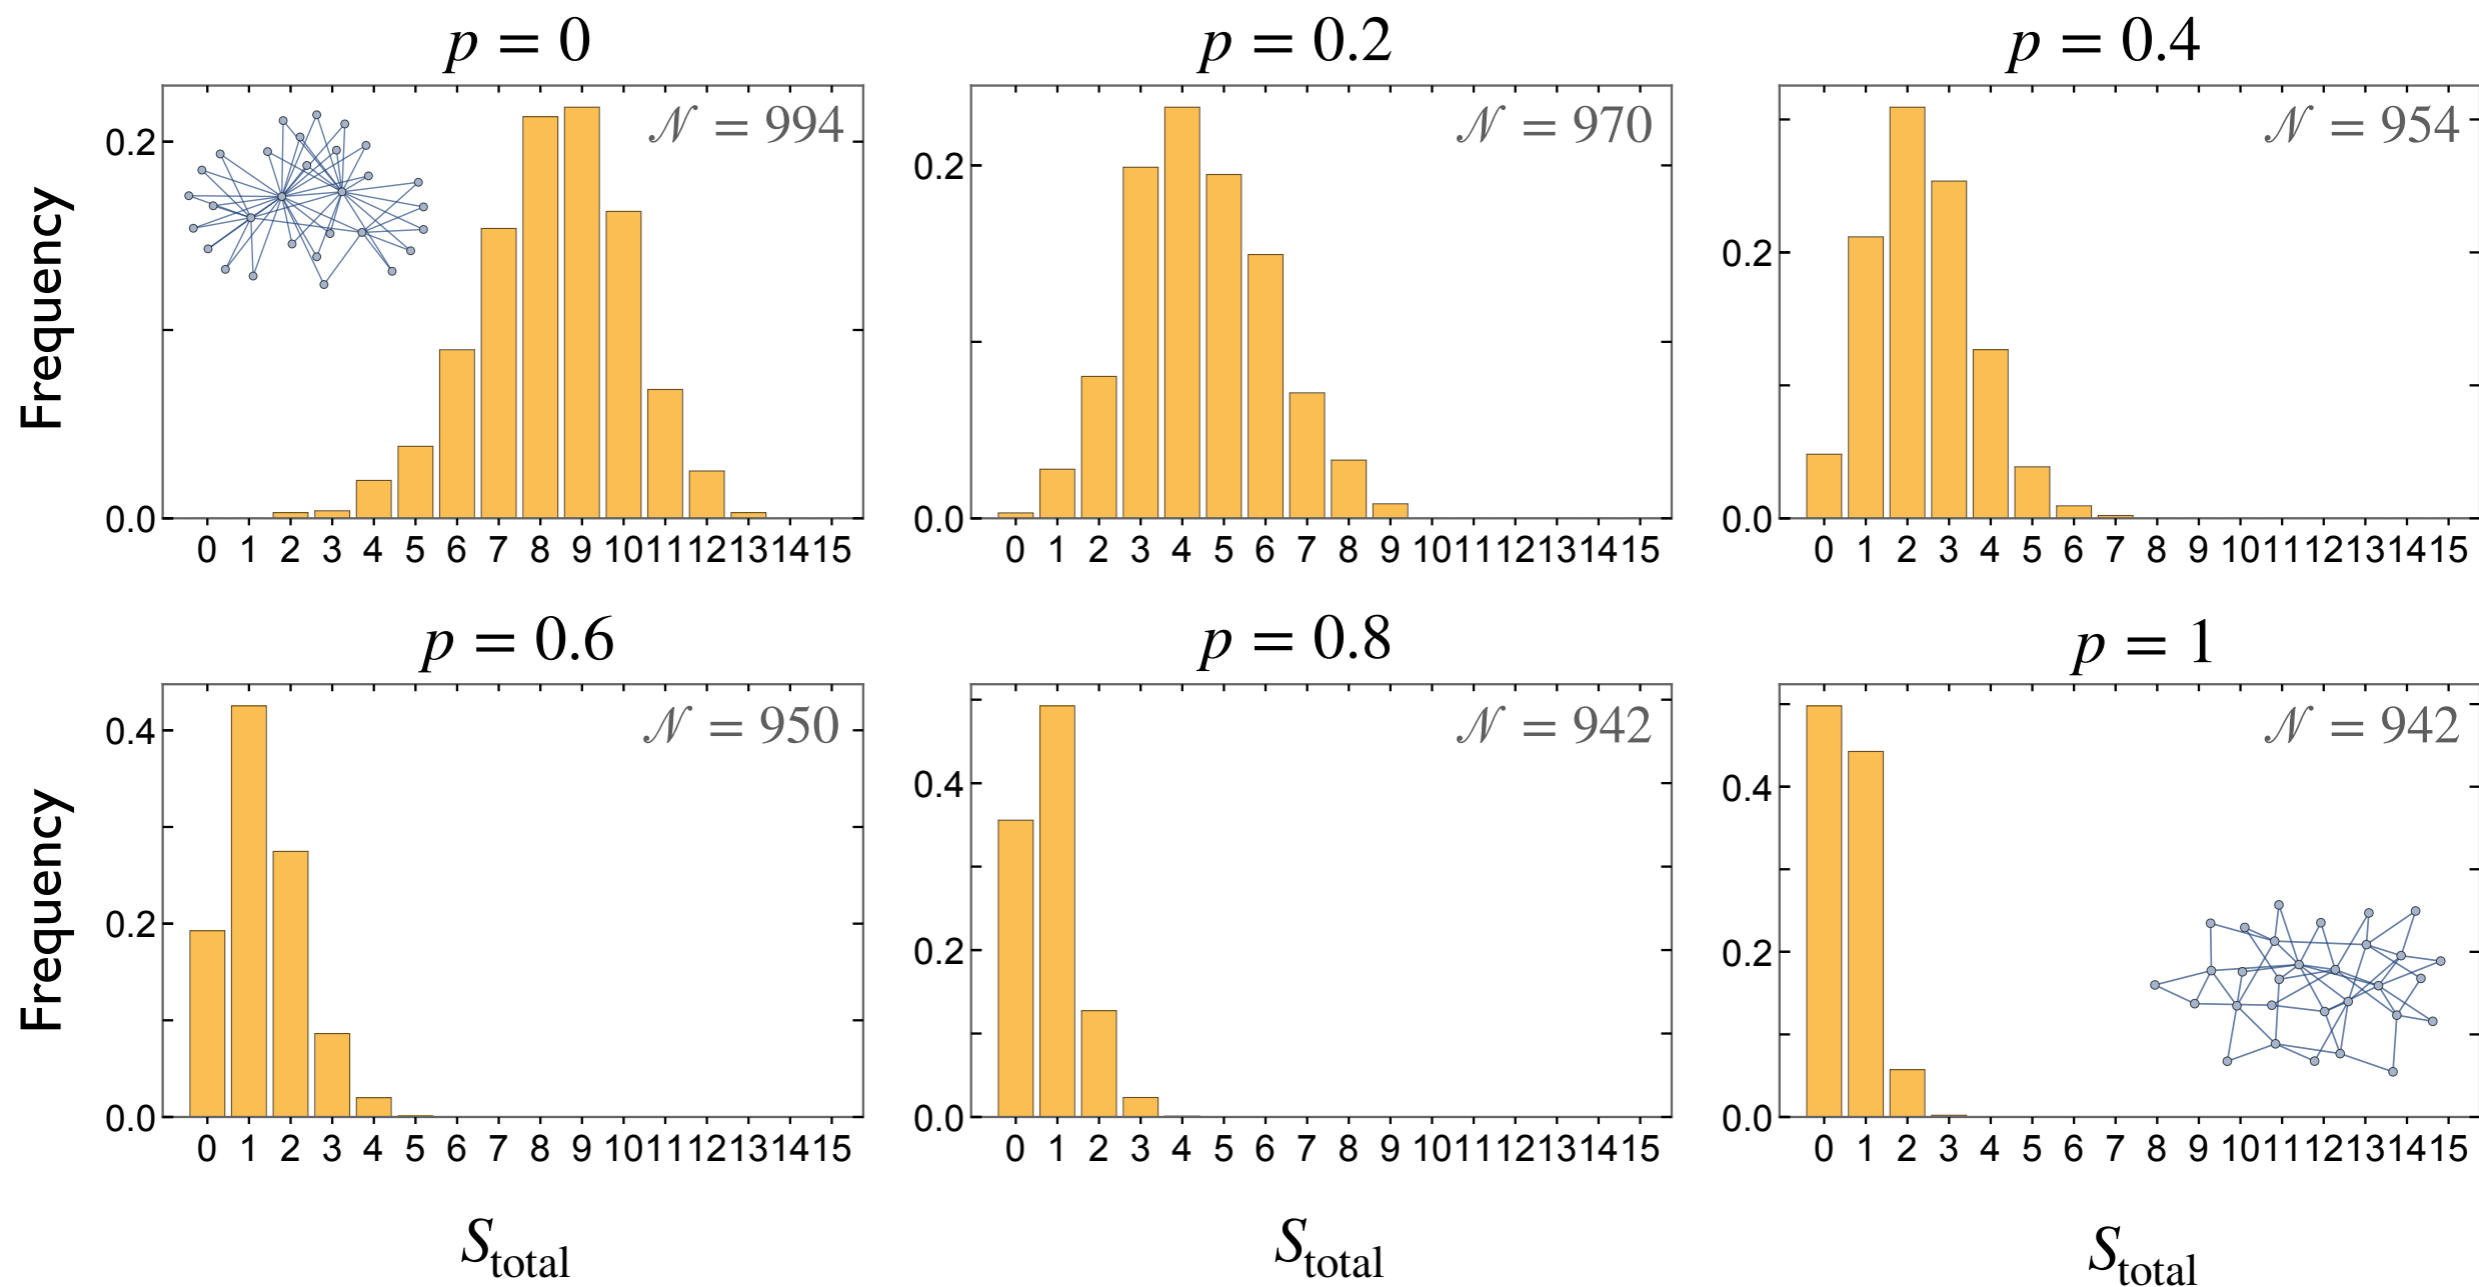 p = 0
p = 0.2
p = 0.4
𝒩 = 994
𝒩 = 970
𝒩 = 954
Frequency
0.2
0.0
0 1 2 3 4 5 6 7 8 9 10 11 12 13 14 15
0.2
0.0
0 1 2 3 4 5 6 7 8 9 10 11 12 13 14 15
0.2
0.0
0 1 2 3 4 5 6 7 8 9 10 11 12 13 14 15
p = 0.6
p = 0.8
p = 1
𝒩 = 950
𝒩 = 942
𝒩 = 942
Frequency
0.4
0.2
0.0
0 1 2 3 4 5 6 7 8 9 10 11 12 13 14 15
0.4
0.2
0.0
0 1 2 3 4 5 6 7 8 9 10 11 12 13 14 15
0.4
0.2
0.0
0 1 2 3 4 5 6 7 8 9 10 11 12 13 14 15
S_total
S_total
S_total